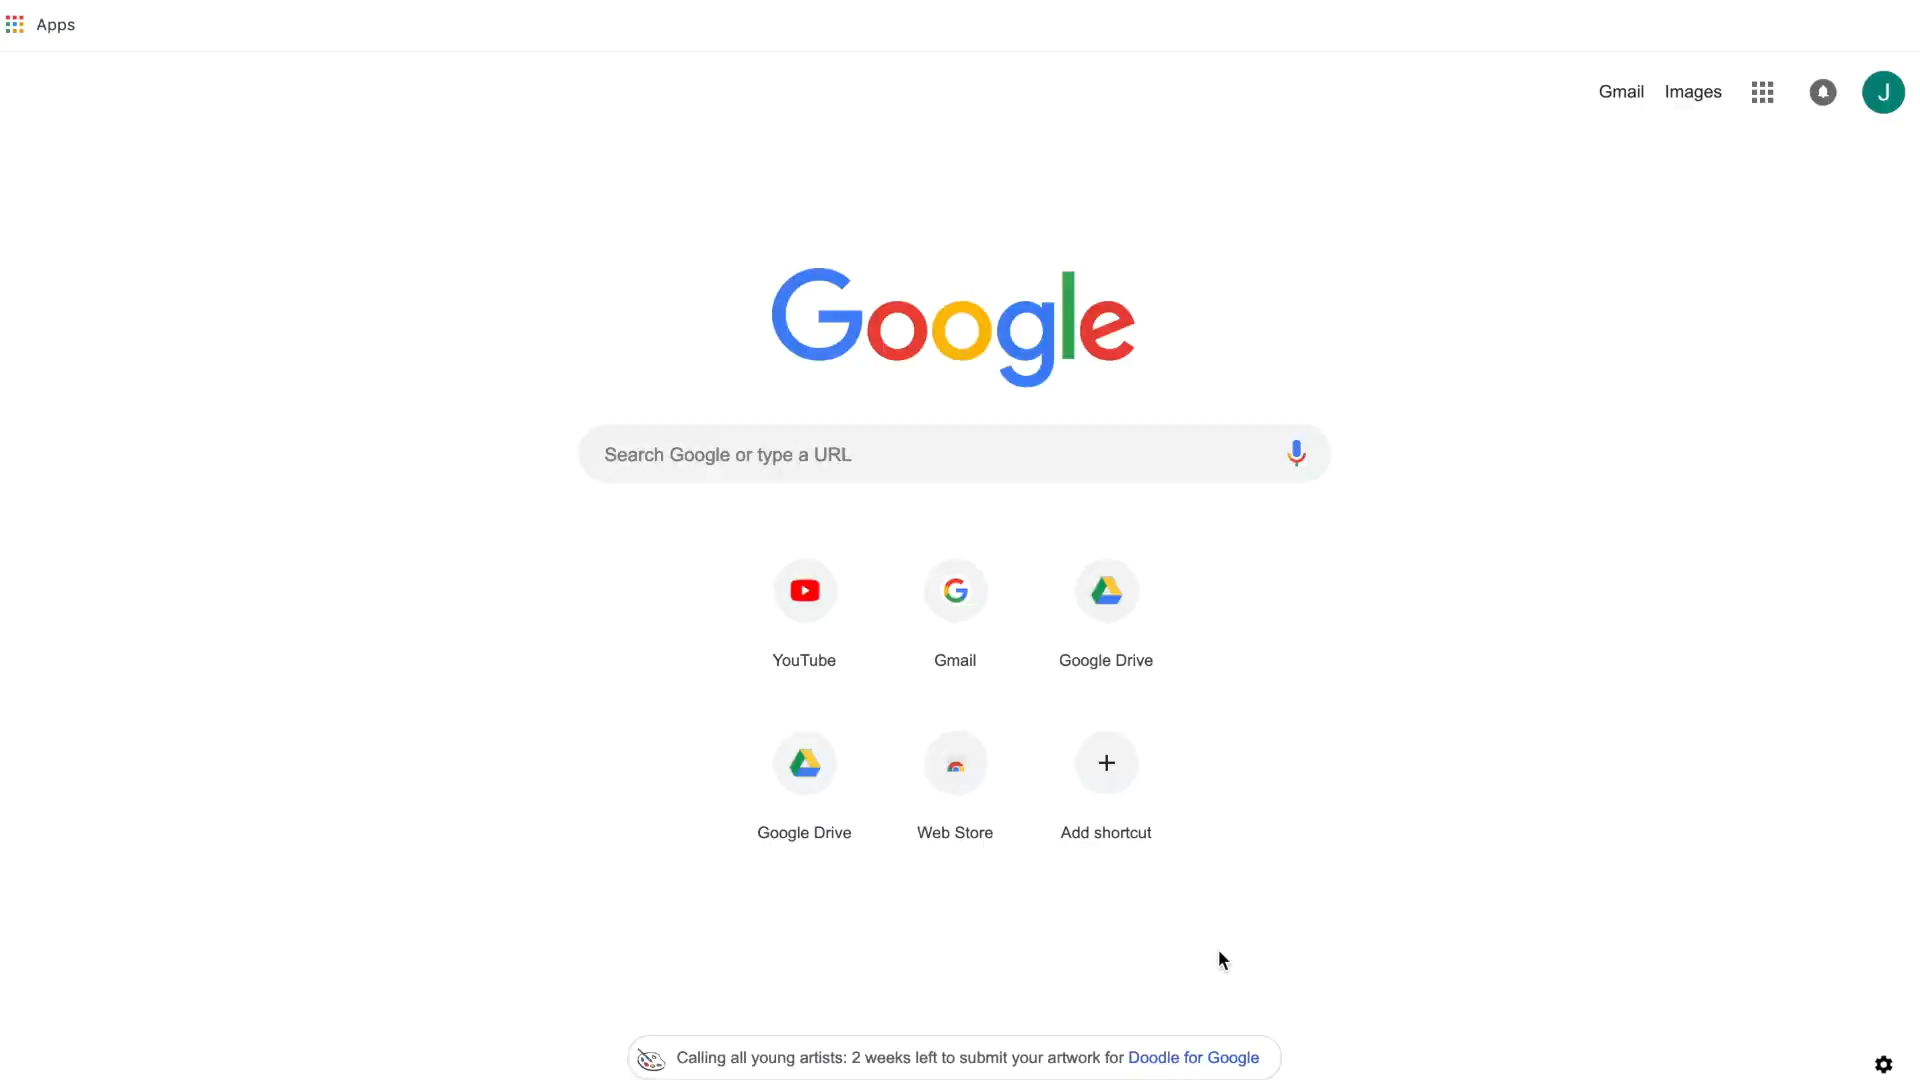 Apps
Gmail Images J
Google
Search Google or type a URL
YouTube Gmail Google Drive
Google Drive Web Store Add shortcut
Calling all young artists: 2 weeks left to submit your artwork for Doodle for Google